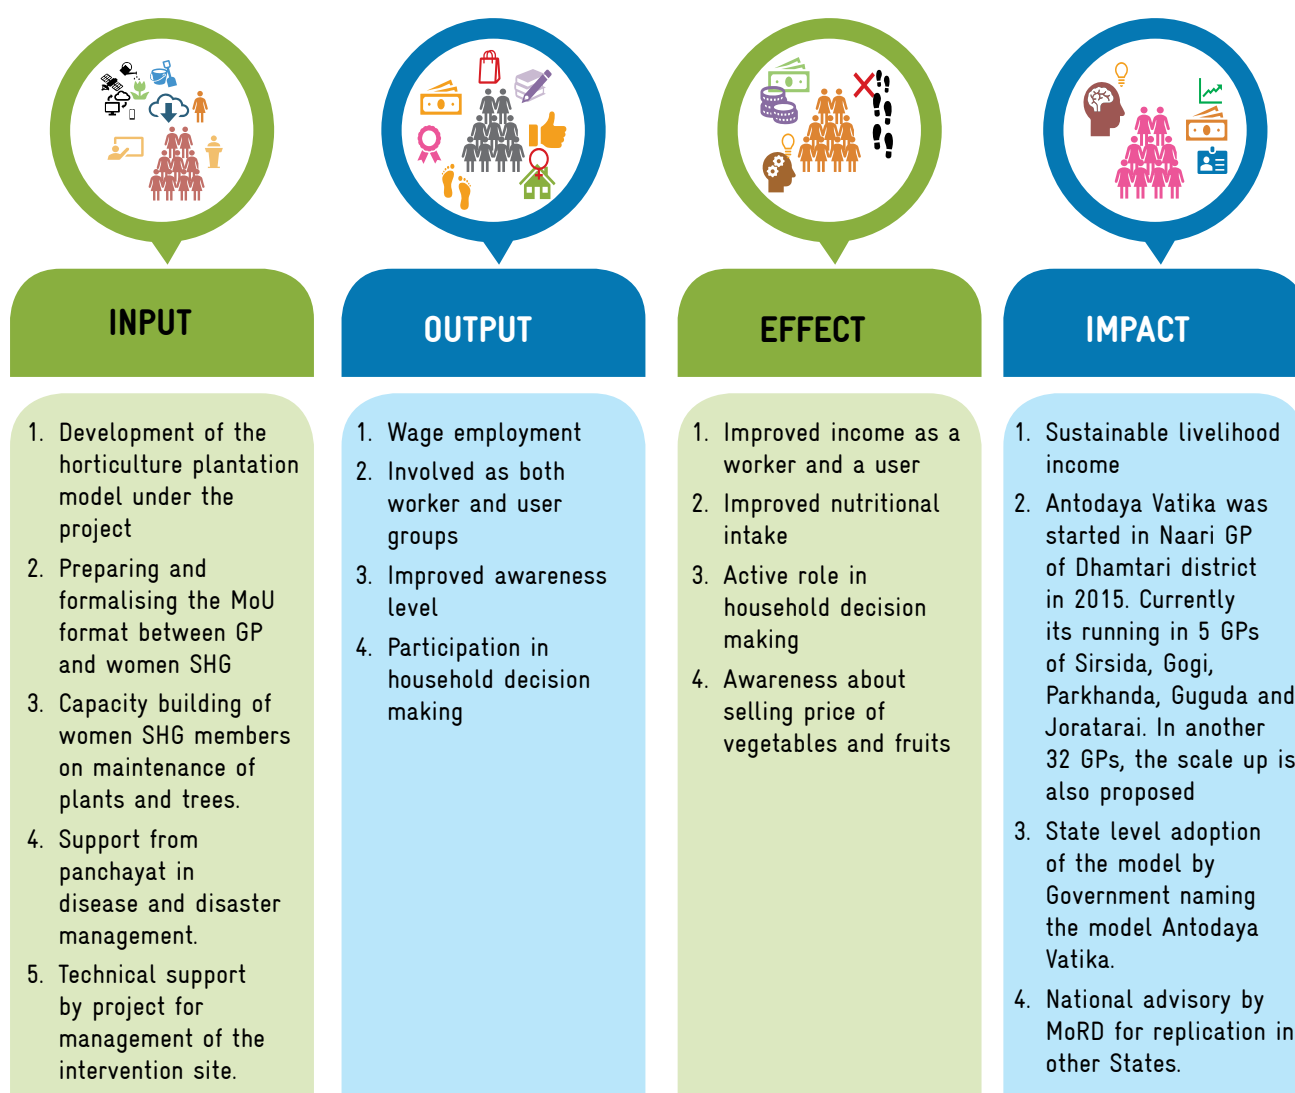 INPUT
1. Development of the
horticulture plantation
model under the
project
2. Preparing and
formalising the MoU
format between GP
and women SHG
3. Capacity building of
women SHG members
on maintenance of
plants and trees.
4. Support from
panchayat in
disease and disaster
management.
5. Technical support
by project for
management of the
intervention site.
OUTPUT
1. Wage employment
2. Involved as both
worker and user
groups
3. Improved awareness
level
4. Participation in
household decision
making
EFFECT
1. Improved income as a
worker and a user
2. Improved nutritional
intake
3. Active role in
household decision
making
4. Awareness about
selling price of
vegetables and fruits
IMPACT
1. Sustainable livelihood
income
2. Antodaya Vatika was
started in Naari GP
of Dhamtari district
in 2015. Currently
its running in 5 GPs
of Sirsida, Gogi,
Parkhanda, Guguda and
Joratarai. In another
32 GPs, the scale up is
also proposed
3. State level adoption
of the model by
Government naming
the model Antodaya
Vatika.
4. National advisory by
MoRD for replication in
other States.